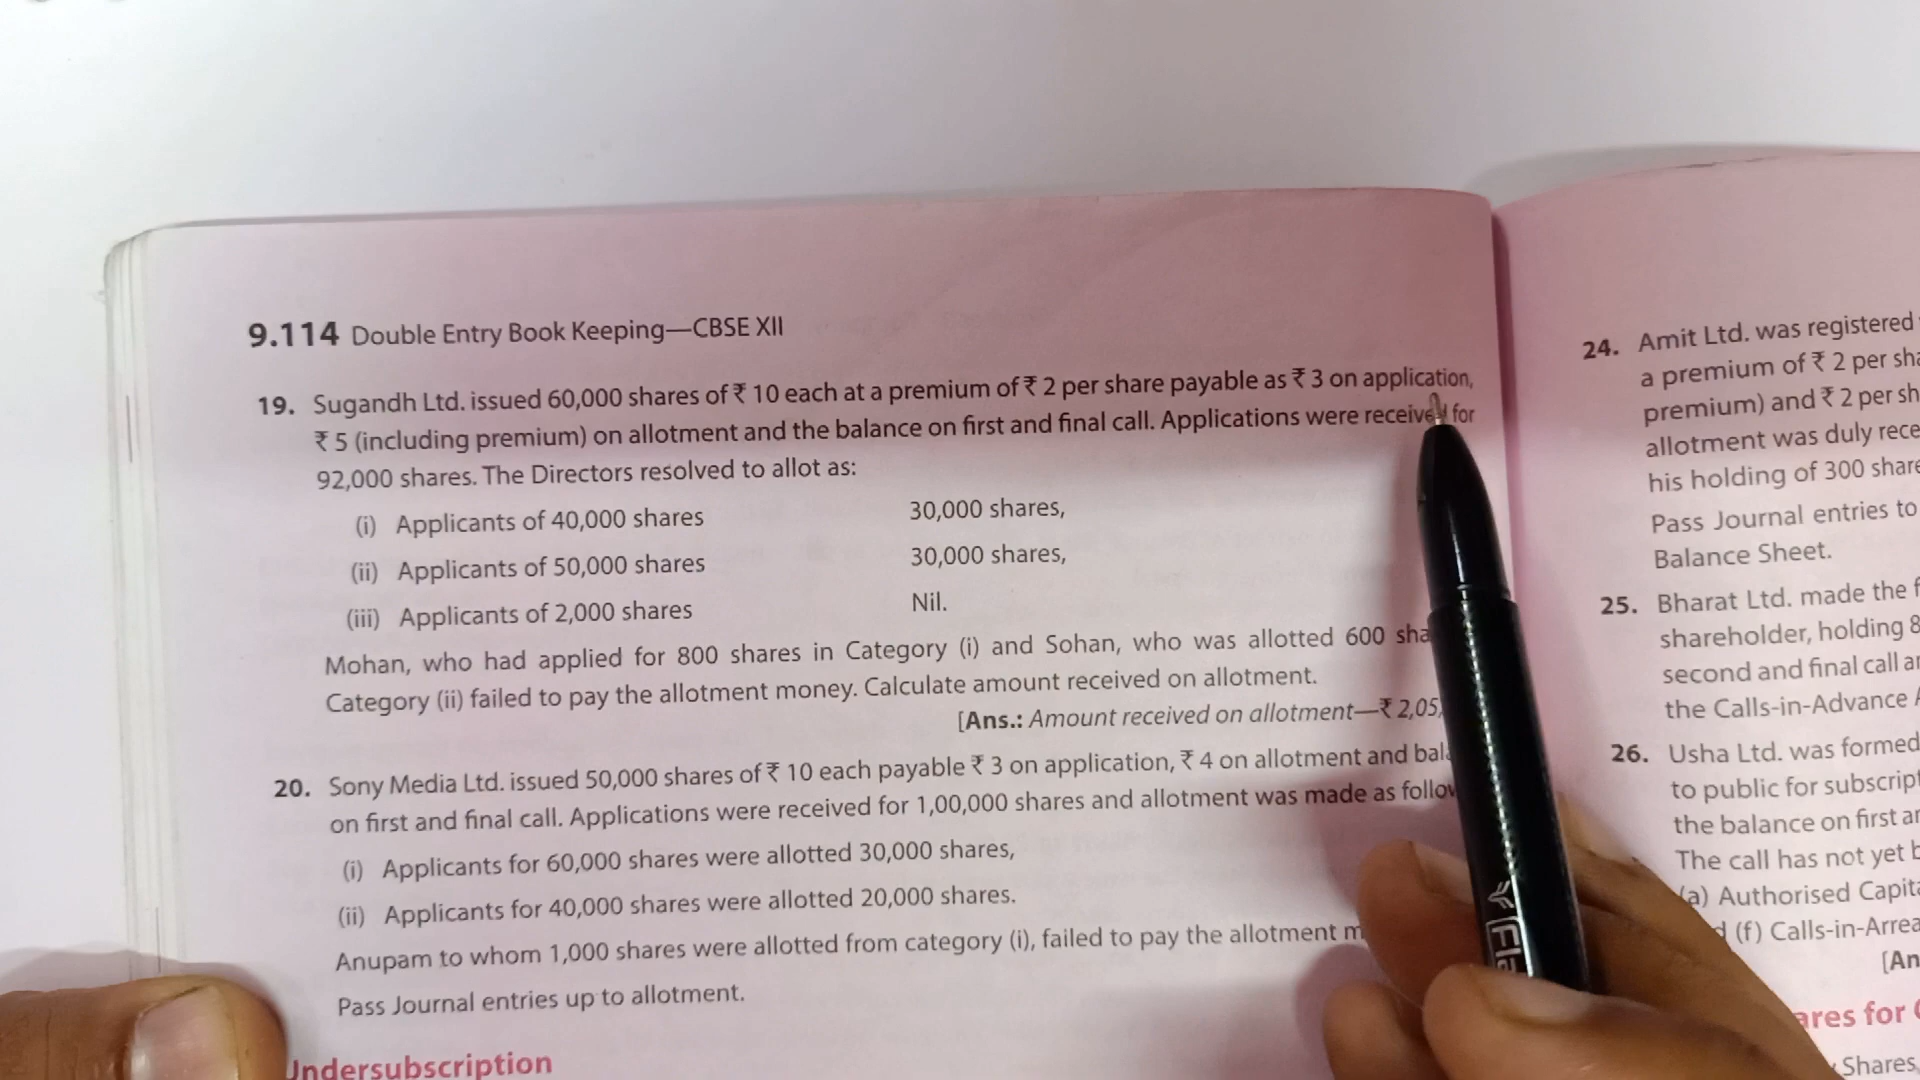 9.114 Double Entry Book Keeping—CBSE XII
19. Sugandh Ltd. issued 60,000 shares of ₹ 10 each at a premium of ₹ 2 per share payable as ₹ 3 on application,
₹ 5 (including premium) on allotment and the balance on first and final call. Applications were received for
92,000 shares. The Directors resolved to allot as:
(i) Applicants of 40,000 shares 30,000 shares,
(ii) Applicants of 50,000 shares 30,000 shares,
(iii) Applicants of 2,000 shares Nil.
Mohan, who had applied for 800 shares in Category (i) and Sohan, who was allotted 600
Category (ii) failed to pay the allotment money. Calculate amount received on allotment.
[Ans.: Amount received on allotment—₹ 2,05,
20. Sony Media Ltd. issued 50,000 shares of ₹ 10 each payable ₹ 3 on application, ₹ 4 on allotment and
on first and final call. Applications were received for 1,00,000 shares and allotment was made as
(i) Applicants for 60,000 shares were allotted 30,000 shares,
(ii) Applicants for 40,000 shares were allotted 20,000 shares.
Anupam to whom 1,000 shares were allotted from category (i), failed to pay the allotment
Pass Journal entries up to allotment.
Undersubscription
24. Amit Ltd. was registered
a premium of ₹ 2 per
premium) and ₹ 2 per
allotment was duly
his holding of 300
Pass Journal entries to
Balance Sheet.
25. Bharat Ltd. made the
shareholder, holding
second and final call
the Calls-in-Advance
26. Usha Ltd. was formed
to public for
the balance on first
The call has not yet
(a) Authorised
(f)
[An
for
Shares